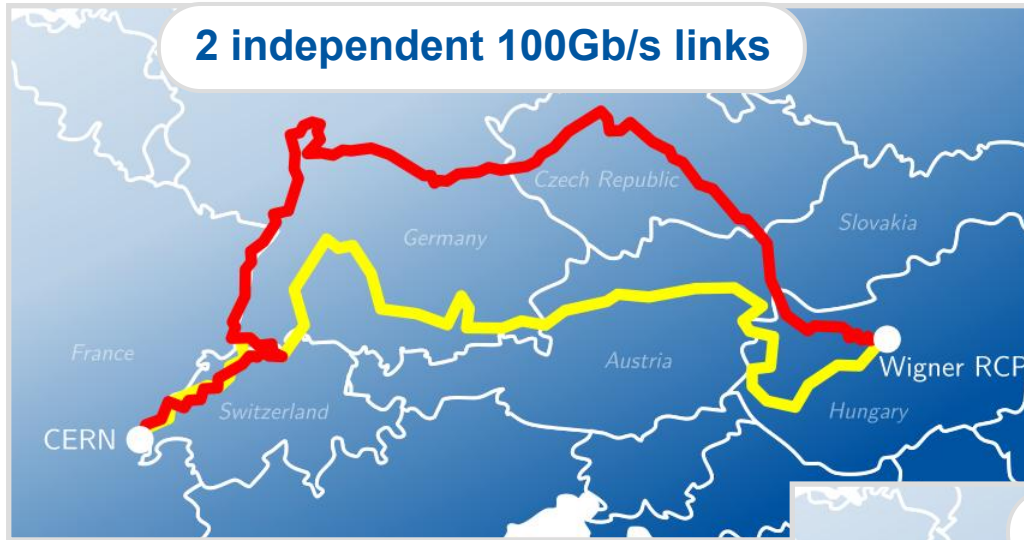 2 independent 100Gb/s links
Czech Republic
Slovakia
Germany
France
Austria
Wigner RCP
Switzerland
Hungary
CERN